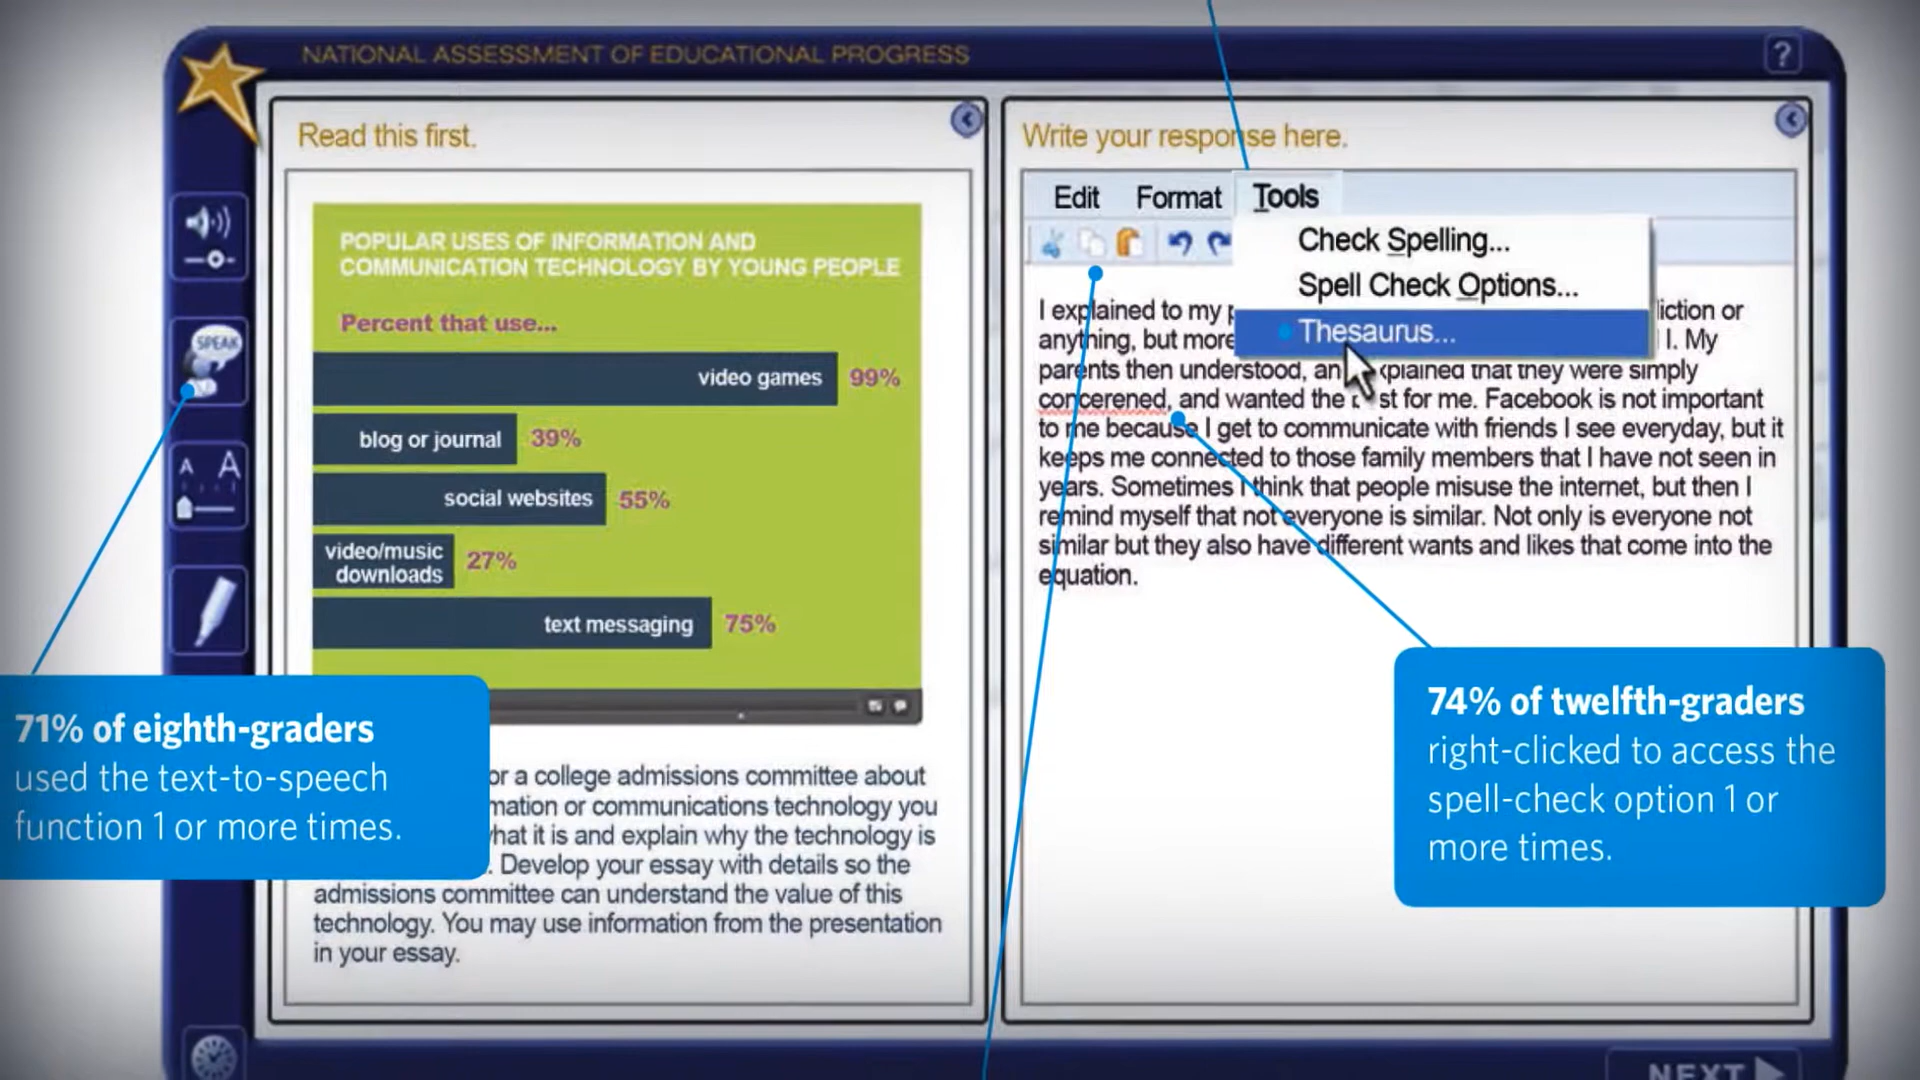 NATIONAL ASSESSMENT OF EDUCATIONAL PROGRESS
?
Read this first.
SPEAK
A A
POPULAR USES OF INFORMATION AND
COMMUNICATION TECHNOLOGY BY YOUNG PEOPLE
Percent that use...
video games 99%
blog or journal 39%
social websites 55%
video/music
downloads 27%
text messaging 75%
or a college admissions committee about
mation or communications technology you
hat it is and explain why the technology is
. Develop your essay with details so the
admissions committee can understand the value of this
technology. You may use information from the presentation
in your essay.
71% of eighth-graders
used the text-to-speech
function 1 or more times.
Write your response here.
Edit Format Tools
Check Spelling...
Spell Check Options...
Thesaurus...
I explained to my iction or
anything, but more I. My
parents then understood, an xplained that they were simply
concerened, and wanted the st for me. Facebook is not important
to me because I get to communicate with friends I see everyday, but it
keeps me connected to those family members that I have not seen in
years. Sometimes I think that people misuse the internet, but then I
remind myself that not everyone is similar. Not only is everyone not
similar but they also have different wants and likes that come into the
equation.
74% of twelfth-graders
right-clicked to access the
spell-check option 1 or
more times.
NEXT